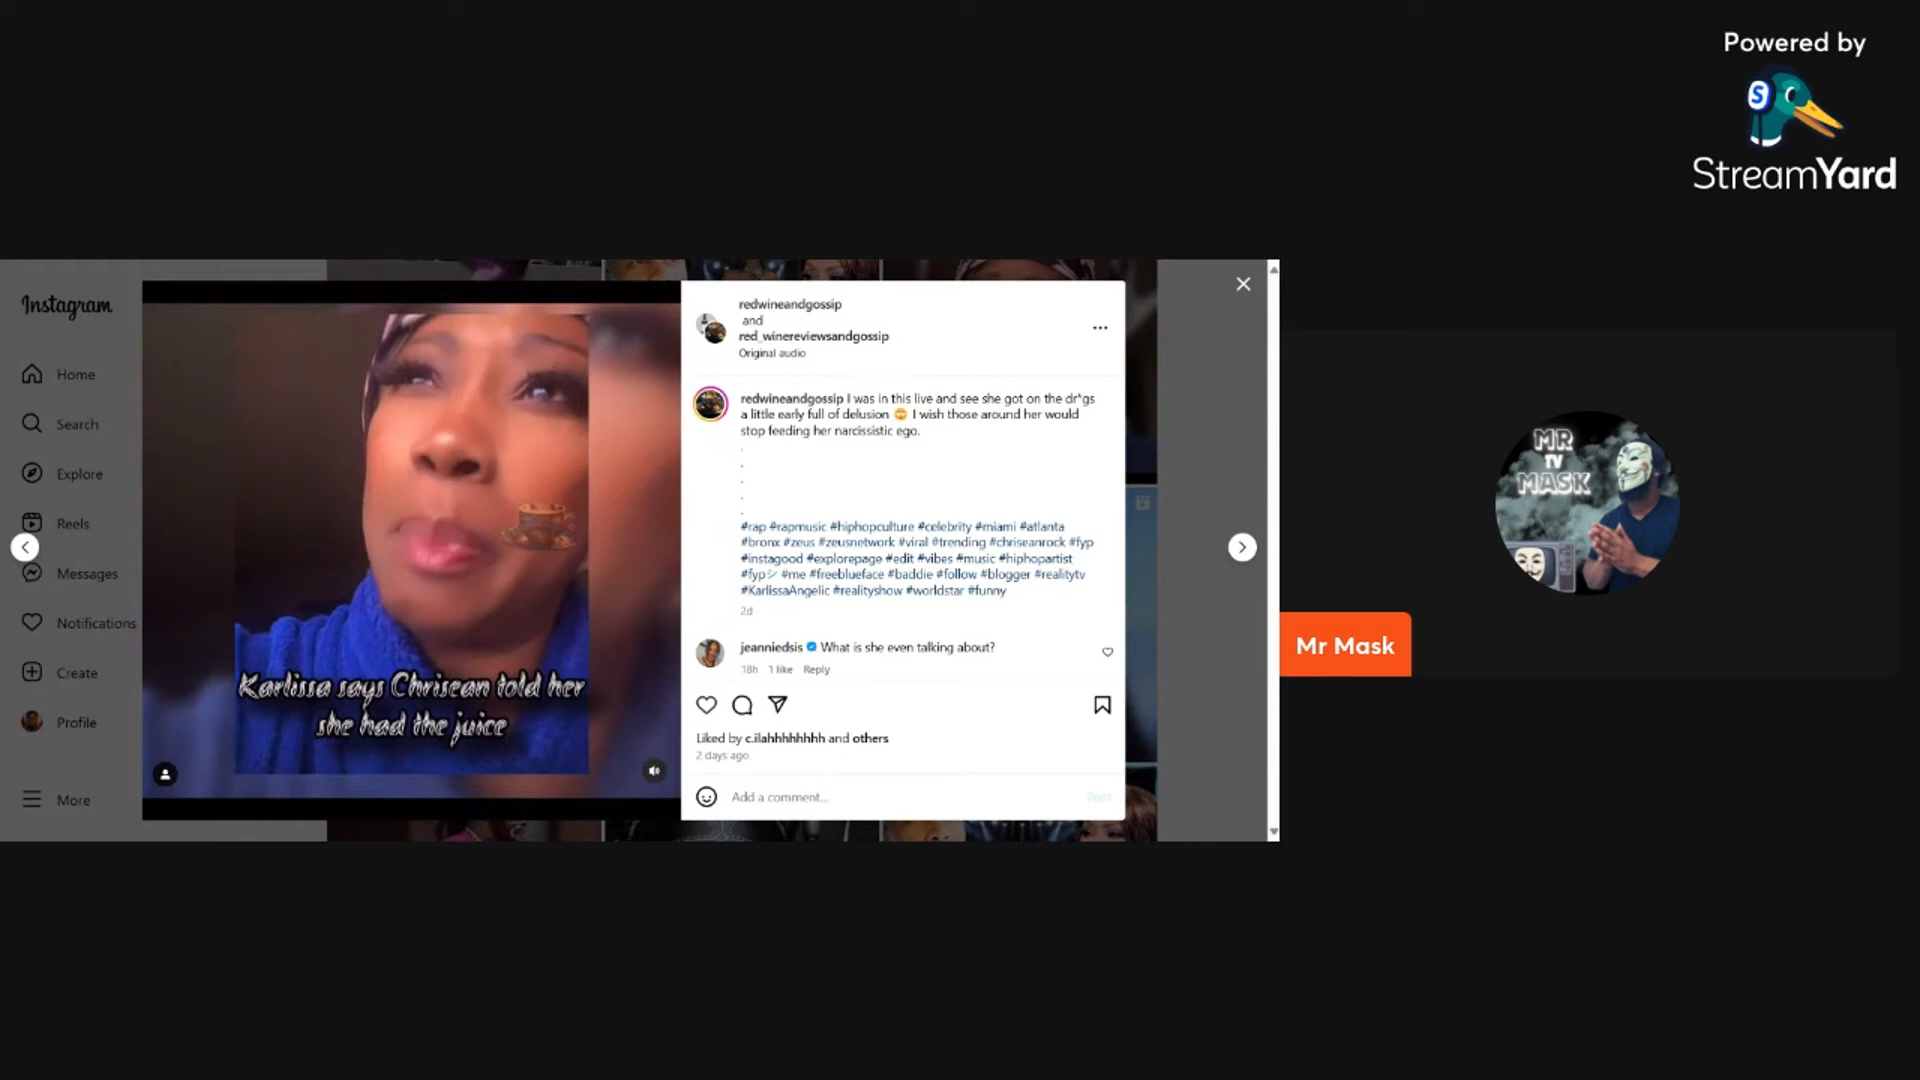 Powered by
StreamYard
Instagram
Home
Search
Explore
Reels
Messages
Notifications
Create
Profile
More
Karlissa says Chrisean told her
she had the juice
redwineandgossip
and
red_winereviewsandgossip
Original audio
redwineandgossip I was in this live and see she got on the dr*gs
a little early full of delusion 🙄 I wish those around her would
stop feeding her narcissistic ego.
.
.
.
.
.
#rap #rapmusic #hiphopculture #celebrity #miami #atlanta
#bronx #zeus #zeusnetwork #viral #trending #chriseanrock #fyp
#instagood #explorepage #edit #vibes #music #hiphopartist
#fypシ #me #freeblueface #baddie #follow #blogger #realitytv
#KarlissaAngelic #realityshow #worldstar #funny
2d
jeanniedsis What is she even talking about?
18h 1 like Reply
Liked by c.ilahhhhhhhh and others
2 days ago
Add a comment...
Post
MR
TV
MASK
Mr Mask